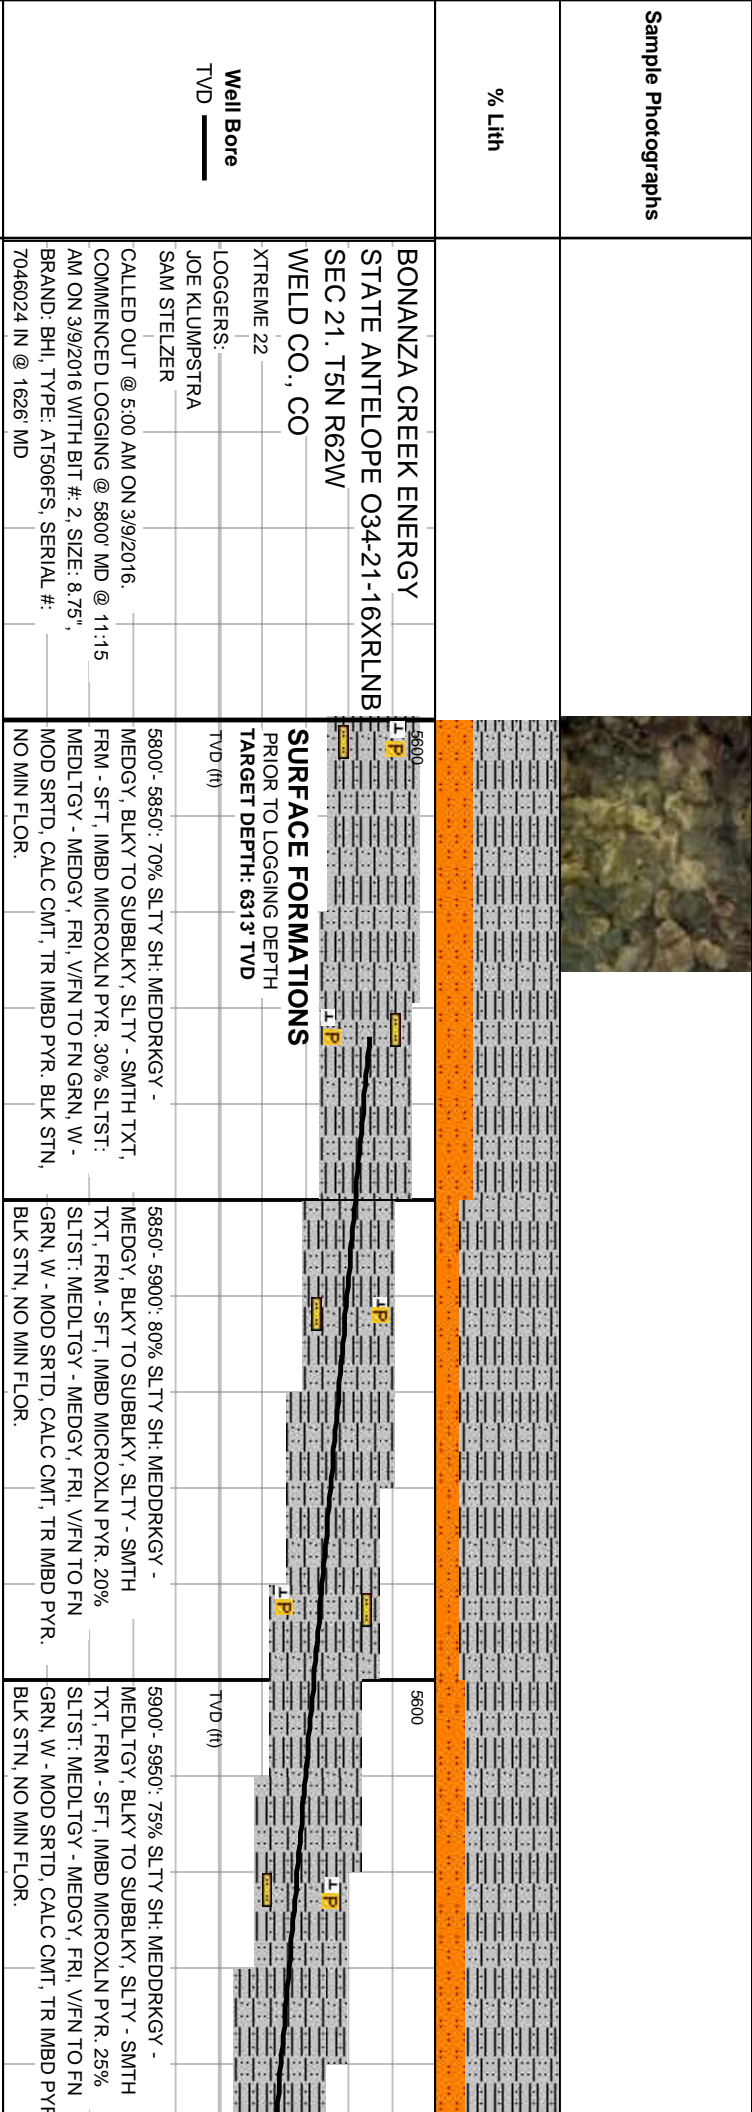 Sample Photographs
% Lith
Well Bore
TVD
BONANZA CREEK ENERGY
STATE ANTELOPE O34-21-16XRLNB
SEC 21. T5N R62W
WELD CO., CO
XTREME 22
LOGGERS:
JOE KLUMPSTRA
SAM STELZER
CALLED OUT @ 5:00 AM ON 3/9/2016.
COMMENCED LOGGING @ 5800' MD @ 11:15
AM ON 3/9/2016 WITH BIT #: 2, SIZE: 8.75",
BRAND: BHI, TYPE: AT506FS, SERIAL #:
7046024 IN @ 1626' MD
5600
P
P
SURFACE FORMATIONS
PRIOR TO LOGGING DEPTH
TARGET DEPTH: 6313' TVD
TVD (ft)
5800'- 5850': 70% SLTY SH: MEDDRKGY -
MEDGY, BLKY TO SUBBLKY, SLTY - SMTH TXT,
FRM - SFT, IMBD MICROXLN PYR. 30% SLTST:
MEDLTGY - MEDGY, FRI, V/FN TO FN GRN, W -
MOD SRTD, CALC CMT, TR IMBD PYR. BLK STN,
NO MIN FLOR.
P
P
5850'- 5900': 80% SLTY SH: MEDDRKGY -
MEDGY, BLKY TO SUBBLKY, SLTY - SMTH
TXT, FRM - SFT, IMBD MICROXLN PYR. 20%
SLTST: MEDLTGY - MEDGY, FRI, V/FN TO FN
GRN, W - MOD SRTD, CALC CMT, TR IMBD PYR.
BLK STN, NO MIN FLOR.
5600
P
TVD (ft)
5900'- 5950': 75% SLTY SH: MEDDRKGY -
MEDLTGY, BLKY TO SUBBLKY, SLTY - SMTH
TXT, FRM - SFT, IMBD MICROXLN PYR. 25%
SLTST: MEDLTGY - MEDGY, FRI, V/FN TO FN
GRN, W - MOD SRTD, CALC CMT, TR IMBD PYR
BLK STN, NO MIN FLOR.